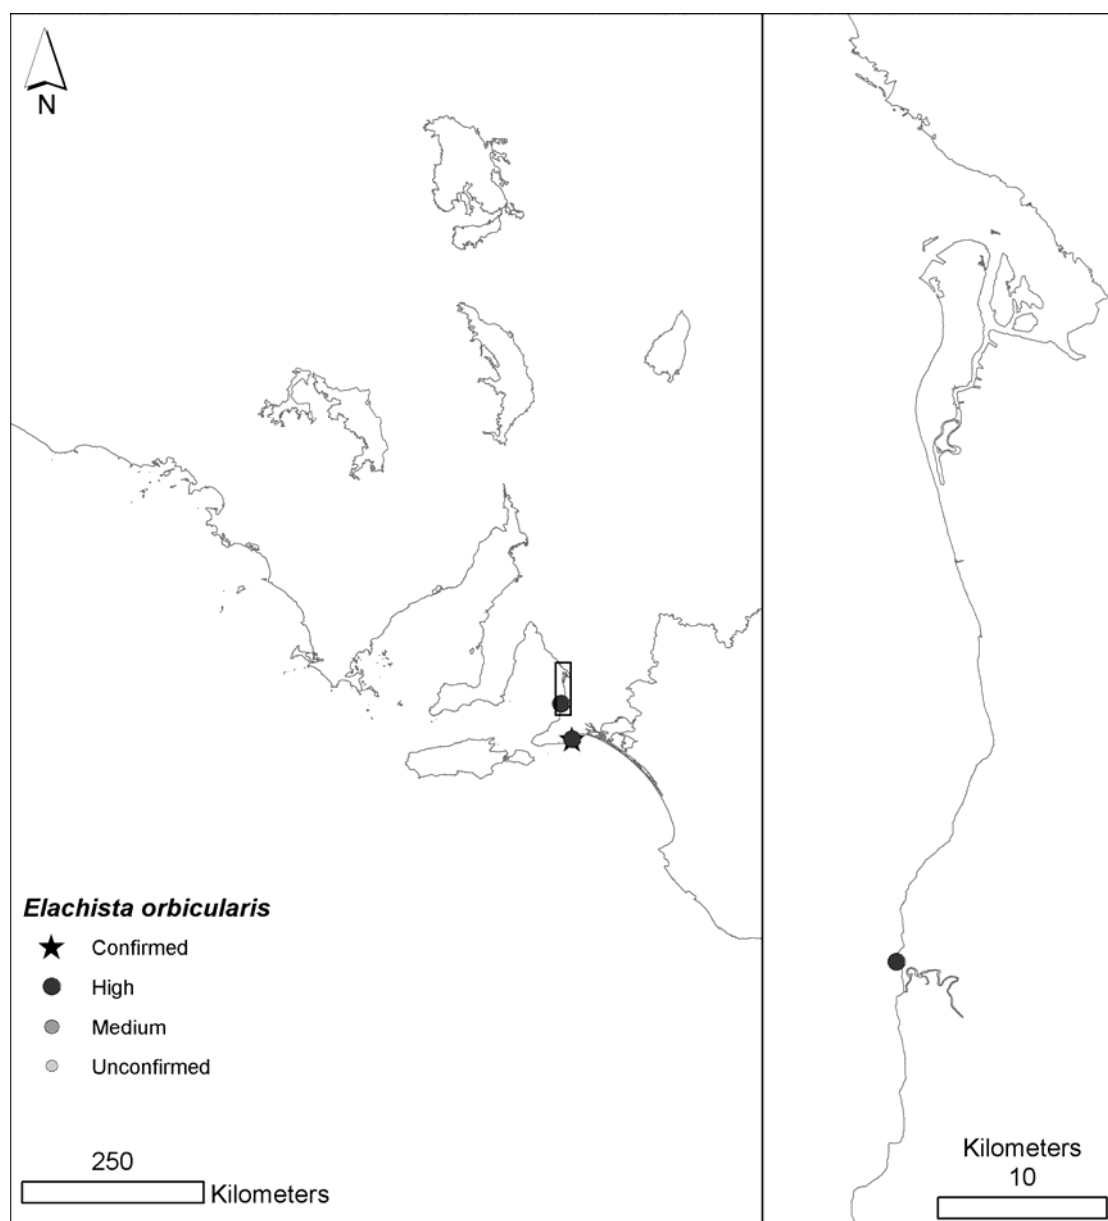 N
Elachista orbicularis
Confirmed
High
Medium
Unconfirmed
250
Kilometers
Kilometers
10